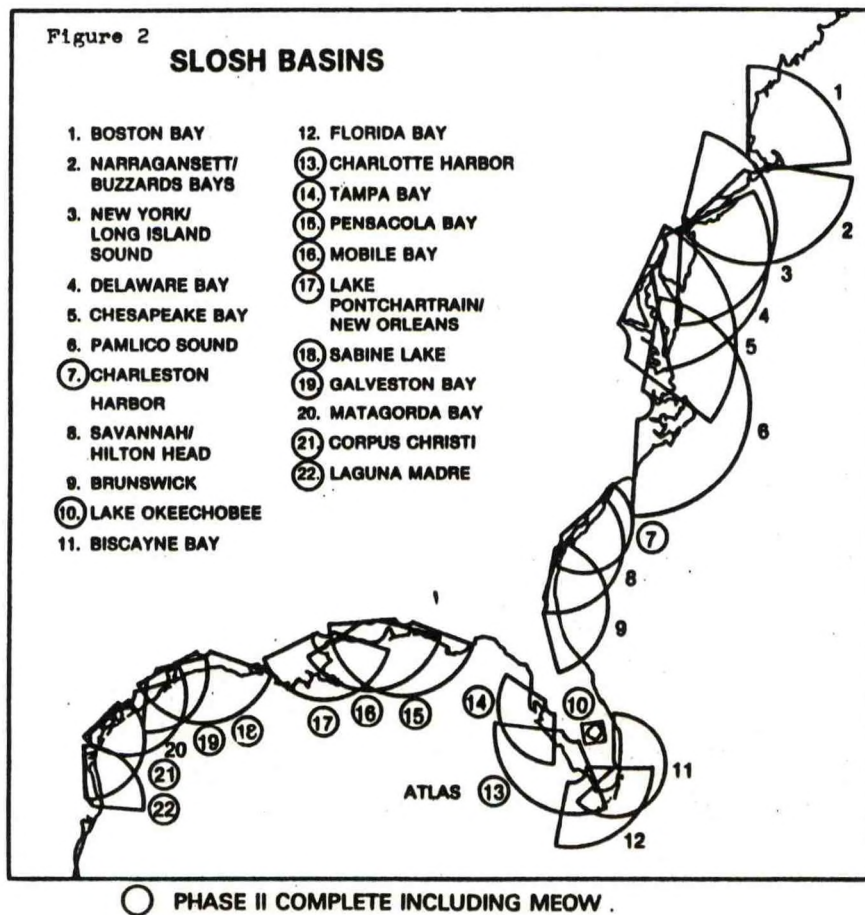 Figure 2
SLOSH BASINS
1. BOSTON BAY
2. NARRAGANSETT/
BUZZARDS BAYS
3. NEW YORK/
LONG ISLAND
SOUND
4. DELAWARE BAY
5. CHESAPEAKE BAY
6. PAMLICO SOUND
7. CHARLESTON
HARBOR
8. SAVANNAH/
HILTON HEAD
9. BRUNSWICK
10. LAKE OKEECHOBEE
11. BISCAYNE BAY
12. FLORIDA BAY
13. CHARLOTTE HARBOR
14. TAMPA BAY
15. PENSACOLA BAY
16. MOBILE BAY
17. LAKE
PONTCHARTRAIN/
NEW ORLEANS
18. SABINE LAKE
19. GALVESTON BAY
20. MATAGORDA BAY
21. CORPUS CHRISTI
22. LAGUNA MADRE
1
2
3
4
5
6
7
8
9
10
11
12
ATLAS 13
14
15
16
17
18
19
20
21
22
PHASE II COMPLETE INCLUDING MEOW .